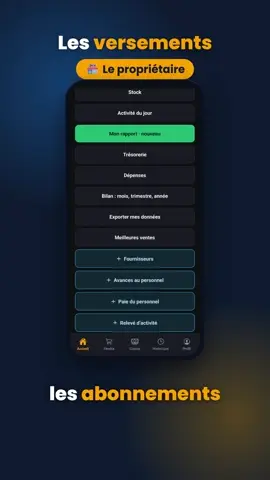 Les versements
🏪 Le propriétaire
Stock
Activité du jour
Mon rapport - nouveau
Trésorerie
Dépenses
Bilan : mois, trimestre, année
Exporter mes données
Meilleures ventes
+ Fournisseurs
+ Avances au personnel
+ Paie du personnel
+ Relevé d'activité
Accueil
Profil
les abonnements